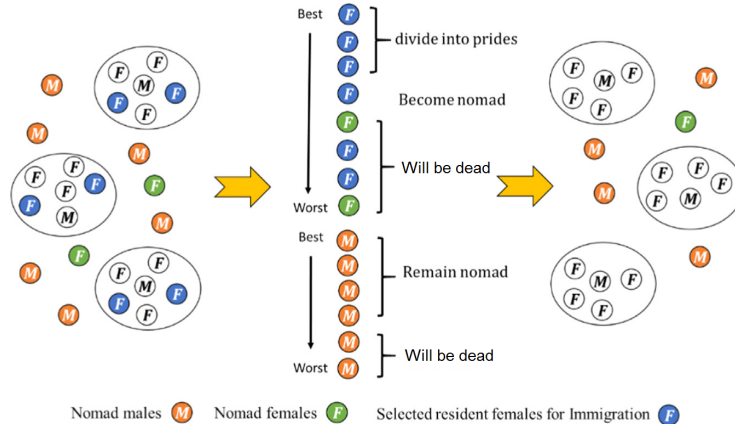 F
F
M
F
F
F
M
M
M
F
F
F
F
F
M
F
M
F
M
M
F
F
M
F
F
F
Best
F
divide into prides
F
F
F
Become nomad
F
F
Will be dead
F
Worst
F
Best
M
M
Remain nomad
M
M
M
Will be dead
Worst
M
F
M
F
F
F
M
F
M
F
F
F
F
M
M
M
F
M
F
F
F
Nomad males M Nomad females F Selected resident females for Immigration F